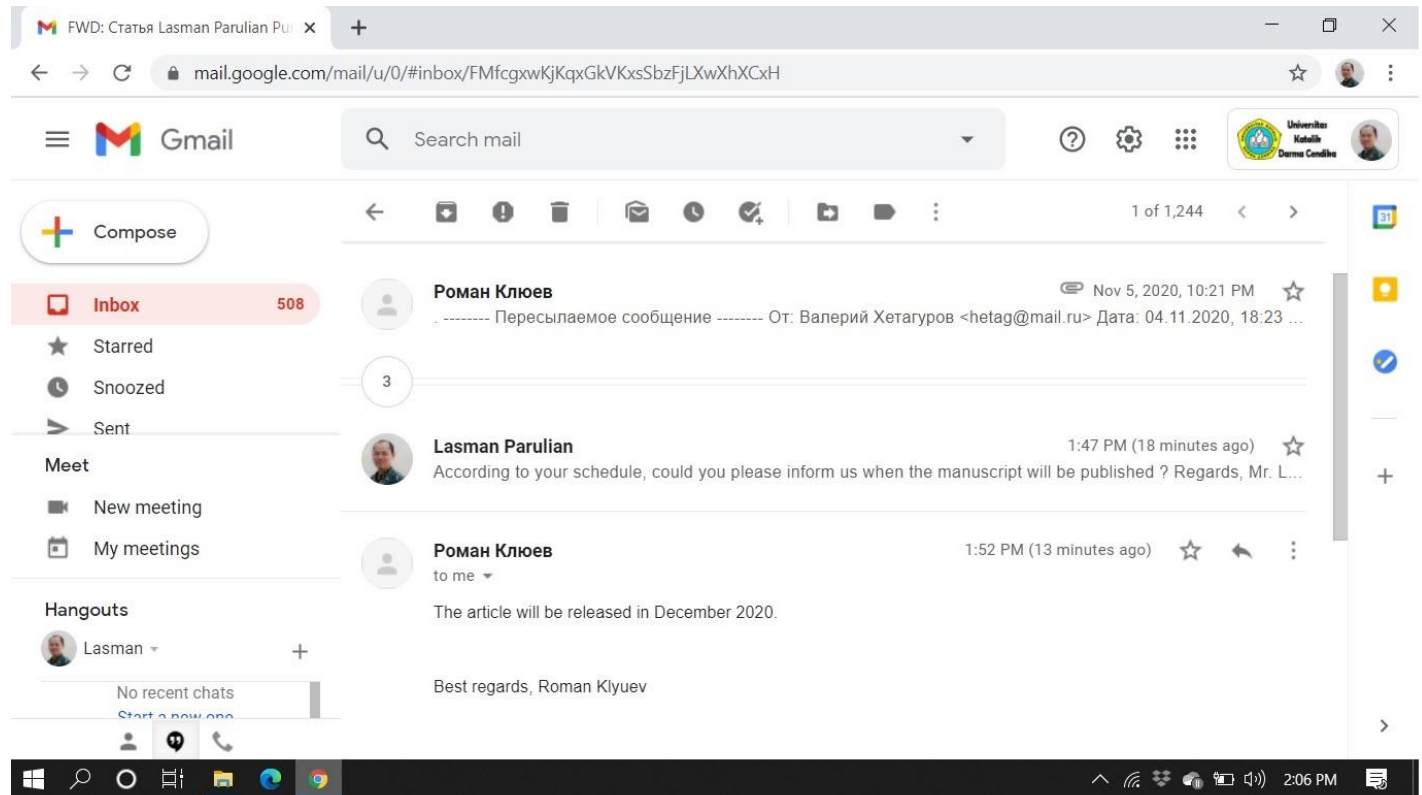 FWD: Статья Lasman Parulian Pu
mail.google.com/mail/u/0/#inbox/FMfcgxwKjKqxGkVKxsSbzFjLXwXhXCxH
Gmail
Search mail
Universitas
Katolik
Darma Cendika
Compose
1 of 1,244
31
Inbox 508
Starred
Snoozed
Sent
Meet
New meeting
My meetings
Hangouts
Lasman
No recent chats
Start a new one
Роман Клюев Nov 5, 2020, 10:21 PM
. -------- Пересылаемое сообщение -------- От: Валерий Хетагуров <hetag@mail.ru> Дата: 04.11.2020, 18:23 ...
3
Lasman Parulian 1:47 PM (18 minutes ago)
According to your schedule, could you please inform us when the manuscript will be published ? Regards, Mr. L...
Роман Клюев 1:52 PM (13 minutes ago)
to me
The article will be released in December 2020.
Best regards, Roman Klyuev
2:06 PM